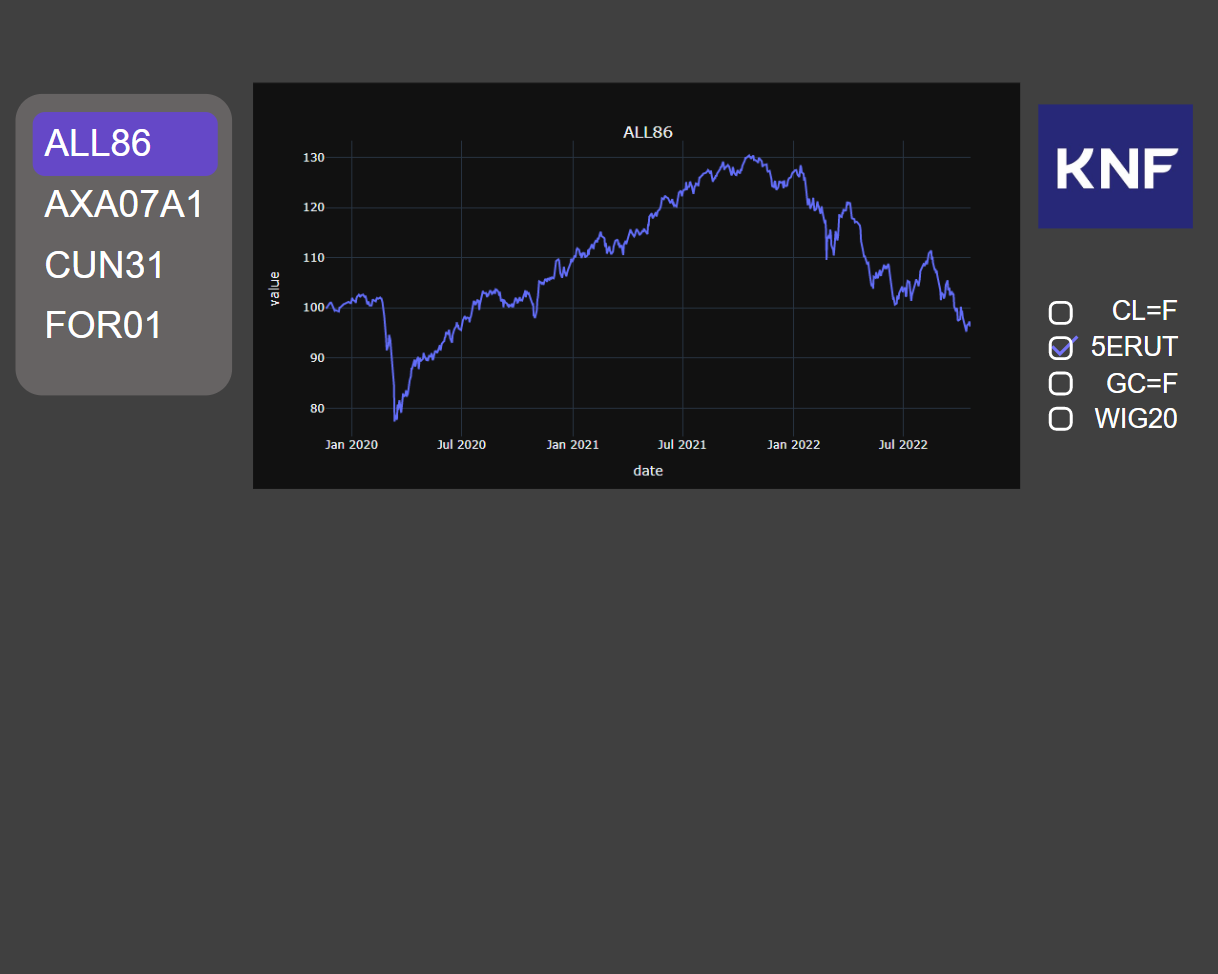 ALL86
AXA07A1
CUN31
FOR01
ALL86
130
120
110
100
90
80
value
Jan 2020 Jul 2020 Jan 2021 Jul 2021 Jan 2022 Jul 2022
date
KNF
CL=F
5ERUT
GC=F
WIG20